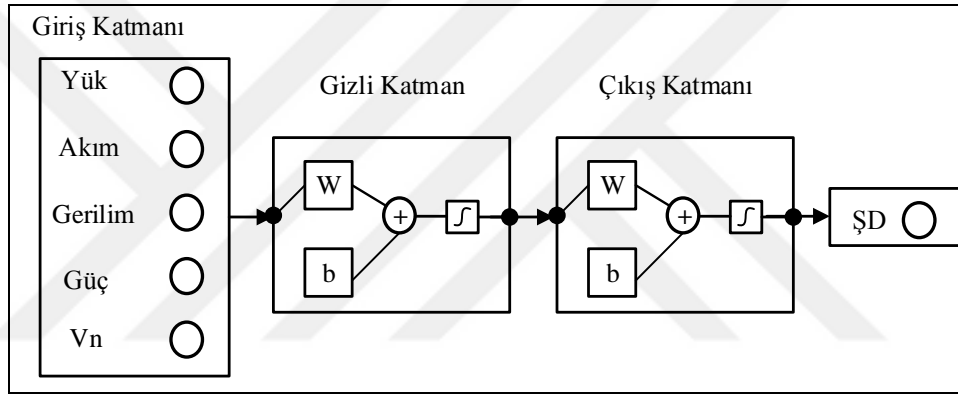 Giriş Katmanı
Yük
Akım
Gerilim
Güç
Vn
Gizli Katman
W
+
b
Çıkış Katmanı
W
+
b
ŞD